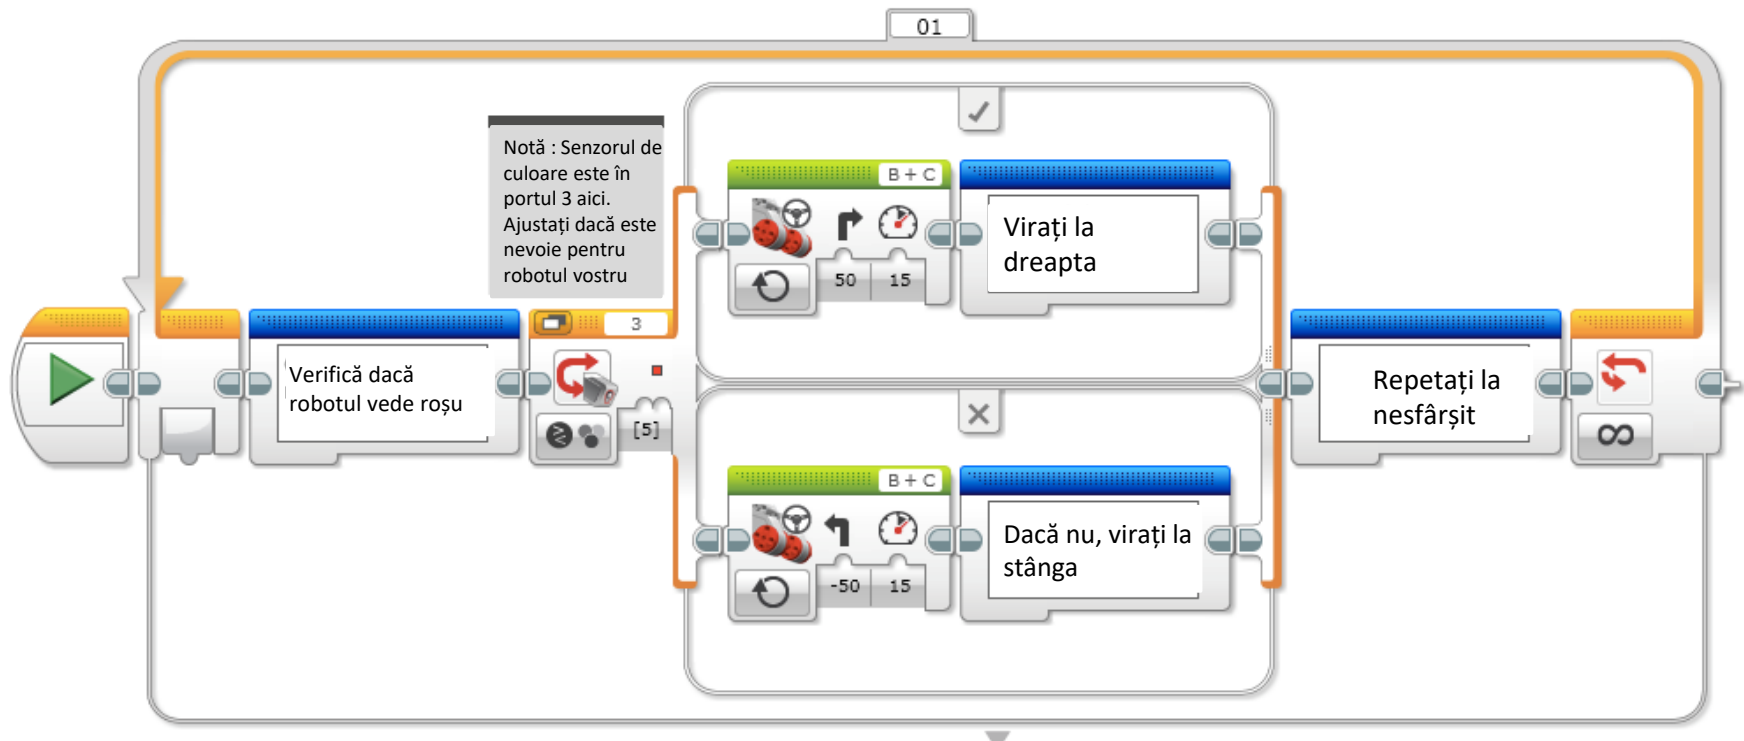 01
Notă : Senzorul de
culoare este în
portul 3 aici.
Ajustați dacă este
nevoie pentru
robotul vostru
B + C
Virați la
dreapta
50
15
3
Verifică dacă
robotul vede roșu
[5]
Repetați la
nesfârșit
∞
B + C
Dacă nu, virați la
stânga
-50
15